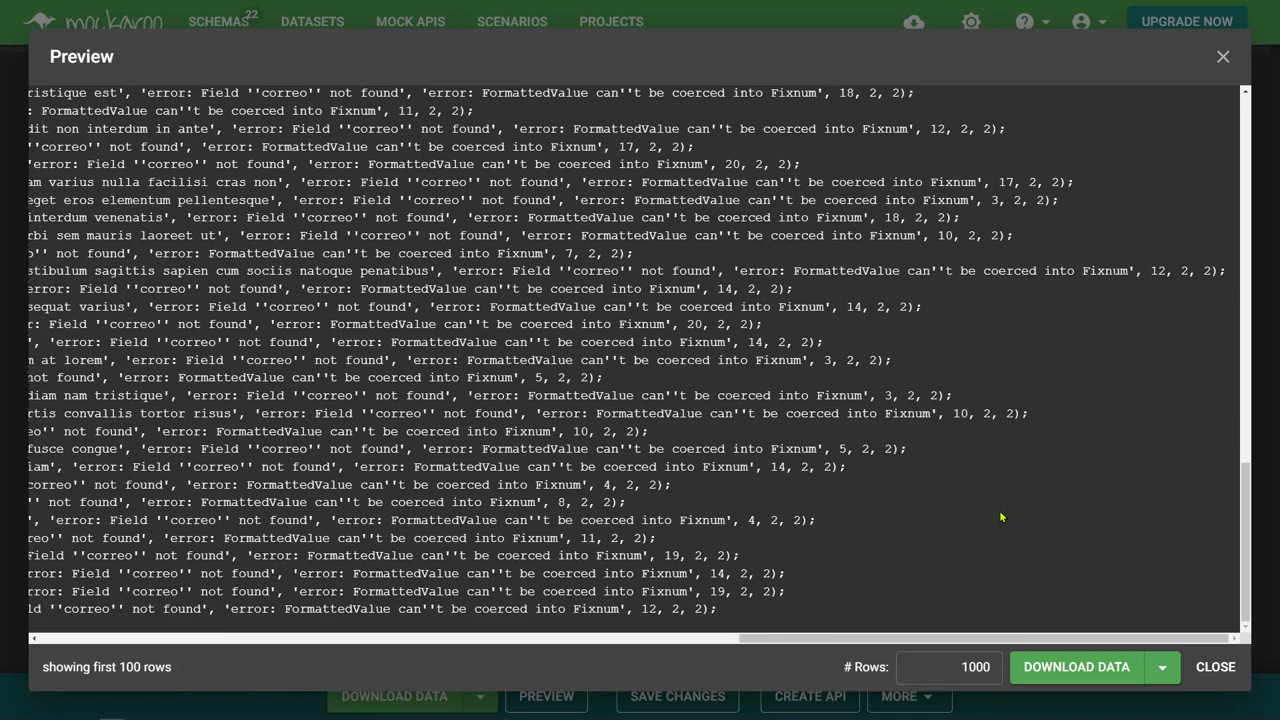 mockaroo SCHEMAS 22 DATASETS MOCK APIS SCENARIOS PROJECTS UPGRADE NOW
Preview
ristique est', 'error: Field ''correo'' not found', 'error: FormattedValue can''t be coerced into Fixnum', 18, 2, 2);
: FormattedValue can''t be coerced into Fixnum', 11, 2, 2);
dit non interdum in ante', 'error: Field ''correo'' not found', 'error: FormattedValue can''t be coerced into Fixnum', 12, 2, 2);
''correo'' not found', 'error: FormattedValue can''t be coerced into Fixnum', 17, 2, 2);
'error: Field ''correo'' not found', 'error: FormattedValue can''t be coerced into Fixnum', 20, 2, 2);
am varius nulla facilisi cras non', 'error: Field ''correo'' not found', 'error: FormattedValue can''t be coerced into Fixnum', 17, 2, 2);
eget eros elementum pellentesque', 'error: Field ''correo'' not found', 'error: FormattedValue can''t be coerced into Fixnum', 3, 2, 2);
interdum venenatis', 'error: Field ''correo'' not found', 'error: FormattedValue can''t be coerced into Fixnum', 18, 2, 2);
rbi sem mauris laoreet ut', 'error: Field ''correo'' not found', 'error: FormattedValue can''t be coerced into Fixnum', 10, 2, 2);
o'' not found', 'error: FormattedValue can''t be coerced into Fixnum', 7, 2, 2);
stibulum sagittis sapien cum sociis natoque penatibus', 'error: Field ''correo'' not found', 'error: FormattedValue can''t be coerced into Fixnum', 12, 2, 2);
error: Field ''correo'' not found', 'error: FormattedValue can''t be coerced into Fixnum', 14, 2, 2);
sequat varius', 'error: Field ''correo'' not found', 'error: FormattedValue can''t be coerced into Fixnum', 14, 2, 2);
r: Field ''correo'' not found', 'error: FormattedValue can''t be coerced into Fixnum', 20, 2, 2);
', 'error: Field ''correo'' not found', 'error: FormattedValue can''t be coerced into Fixnum', 14, 2, 2);
m at lorem', 'error: Field ''correo'' not found', 'error: FormattedValue can''t be coerced into Fixnum', 3, 2, 2);
not found', 'error: FormattedValue can''t be coerced into Fixnum', 5, 2, 2);
diam nam tristique', 'error: Field ''correo'' not found', 'error: FormattedValue can''t be coerced into Fixnum', 3, 2, 2);
rtis convallis tortor risus', 'error: Field ''correo'' not found', 'error: FormattedValue can''t be coerced into Fixnum', 10, 2, 2);
eo'' not found', 'error: FormattedValue can''t be coerced into Fixnum', 10, 2, 2);
fusce congue', 'error: Field ''correo'' not found', 'error: FormattedValue can''t be coerced into Fixnum', 5, 2, 2);
iam', 'error: Field ''correo'' not found', 'error: FormattedValue can''t be coerced into Fixnum', 14, 2, 2);
correo'' not found', 'error: FormattedValue can''t be coerced into Fixnum', 4, 2, 2);
'' not found', 'error: FormattedValue can''t be coerced into Fixnum', 8, 2, 2);
', 'error: Field ''correo'' not found', 'error: FormattedValue can''t be coerced into Fixnum', 4, 2, 2);
reo'' not found', 'error: FormattedValue can''t be coerced into Fixnum', 11, 2, 2);
Field ''correo'' not found', 'error: FormattedValue can''t be coerced into Fixnum', 19, 2, 2);
rror: Field ''correo'' not found', 'error: FormattedValue can''t be coerced into Fixnum', 14, 2, 2);
rror: Field ''correo'' not found', 'error: FormattedValue can''t be coerced into Fixnum', 19, 2, 2);
ld ''correo'' not found', 'error: FormattedValue can''t be coerced into Fixnum', 12, 2, 2);
showing first 100 rows # Rows: 1000 DOWNLOAD DATA CLOSE
DOWNLOAD DATA PREVIEW SAVE CHANGES CREATE API MORE